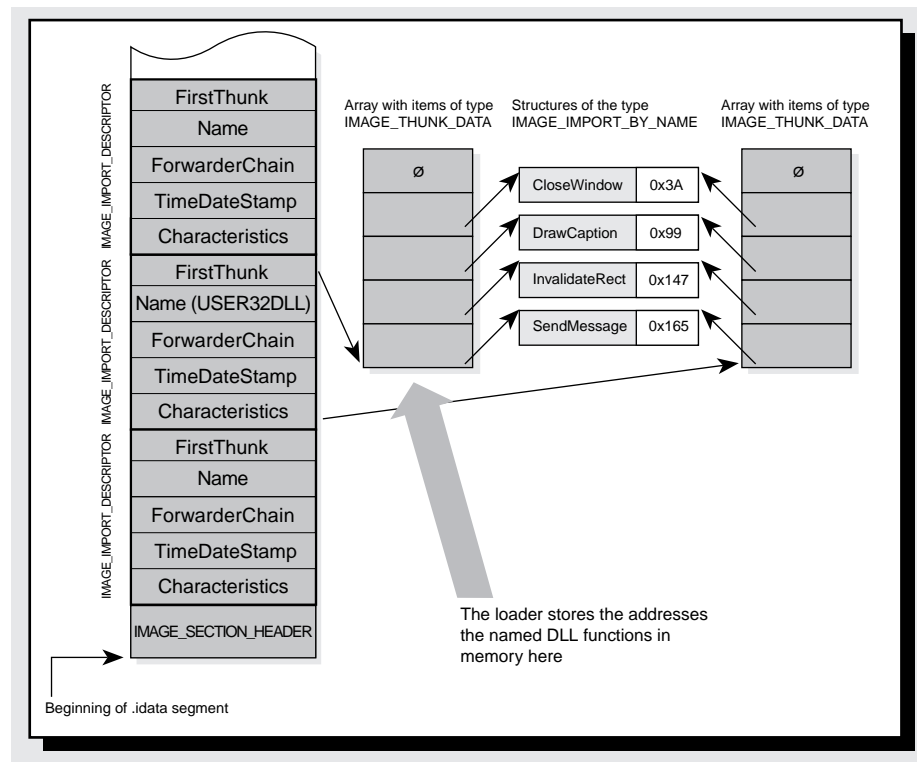 IMAGE_IMPORT_DESCRIPTOR
FirstThunk
Name
ForwarderChain
TimeDateStamp
Characteristics
IMAGE_IMPORT_DESCRIPTOR
FirstThunk
Name (USER32DLL)
ForwarderChain
TimeDateStamp
Characteristics
IMAGE_IMPORT_DESCRIPTOR
FirstThunk
Name
ForwarderChain
TimeDateStamp
Characteristics
IMAGE_SECTION_HEADER
Beginning of .idata segment
Array with items of type
IMAGE_THUNK_DATA
ø
Structures of the type
IMAGE_IMPORT_BY_NAME
CloseWindow 0x3A
DrawCaption 0x99
InvalidateRect 0x147
SendMessage 0x165
Array with items of type
IMAGE_THUNK_DATA
ø
The loader stores the addresses
the named DLL functions in
memory here